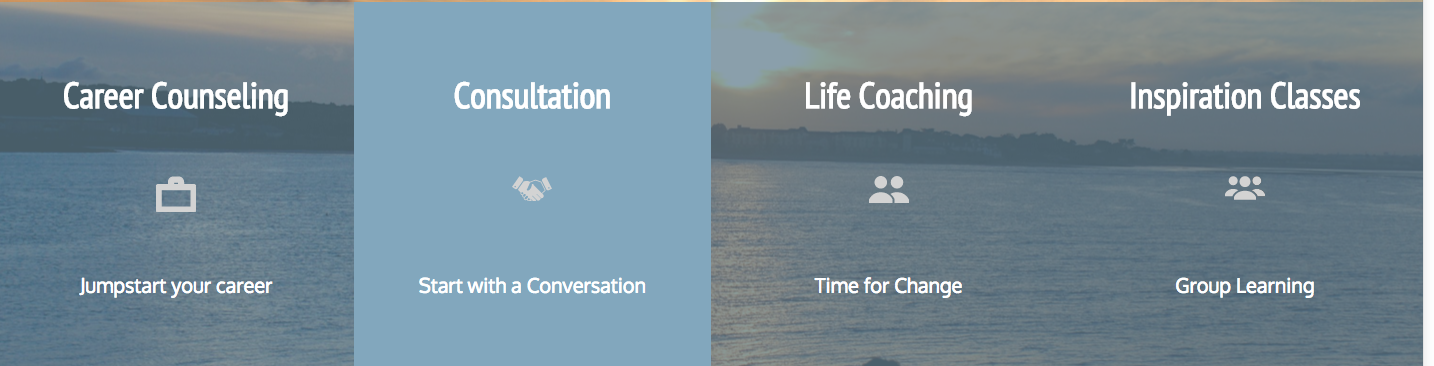 Career Counseling
Jumpstart your career
Consultation
Start with a Conversation
Life Coaching
Time for Change
Inspiration Classes
Group Learning